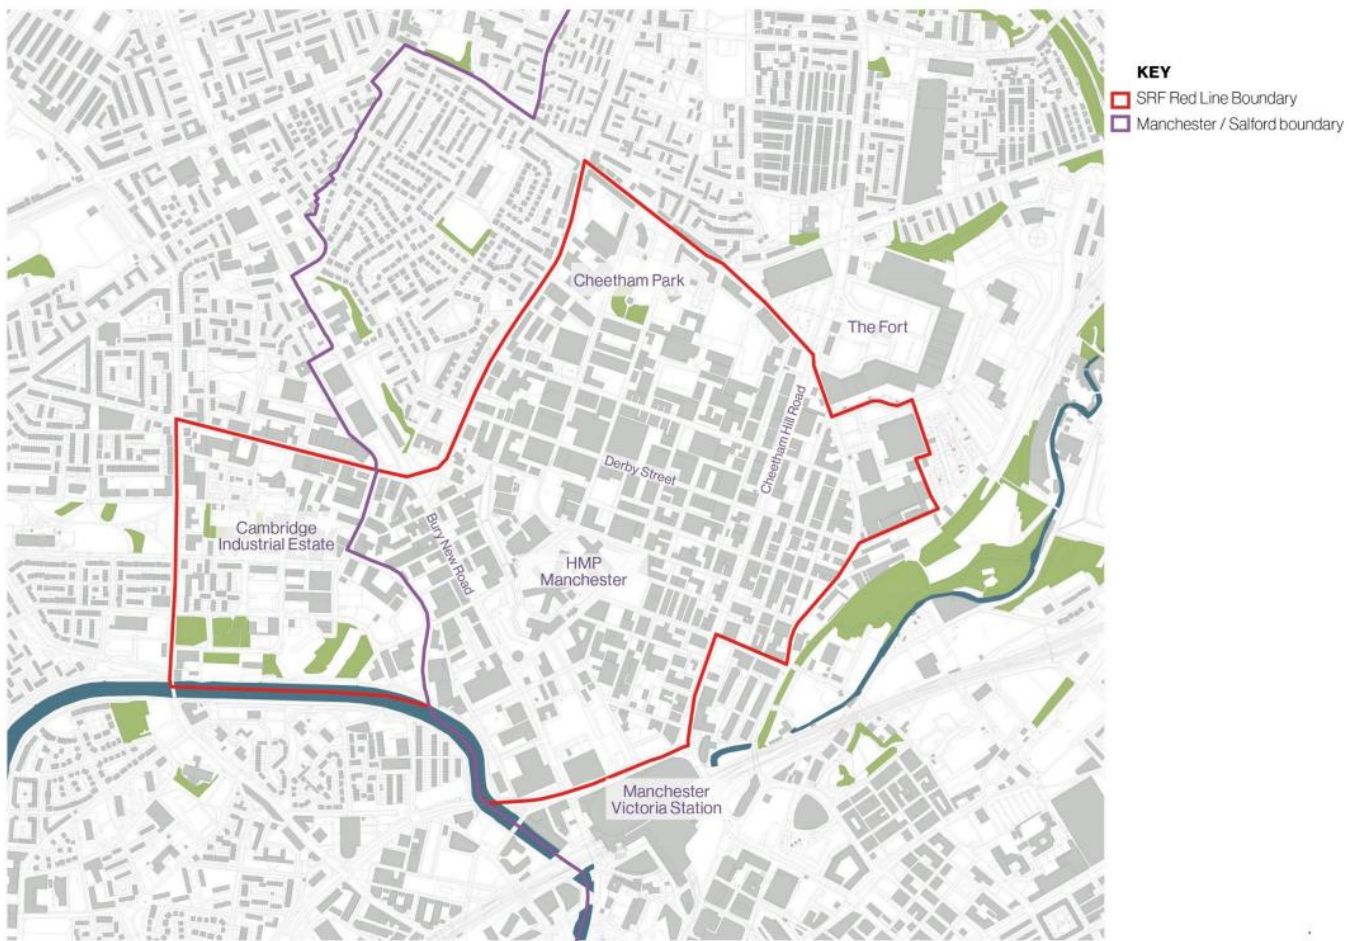 KEY
SRF Red Line Boundary
Manchester / Salford boundary
Cheetham Park
The Fort
Cheetham Hill Road
Derby Street
Cambridge
Industrial Estate
Bury New Road
HMP
Manchester
Manchester
Victoria Station